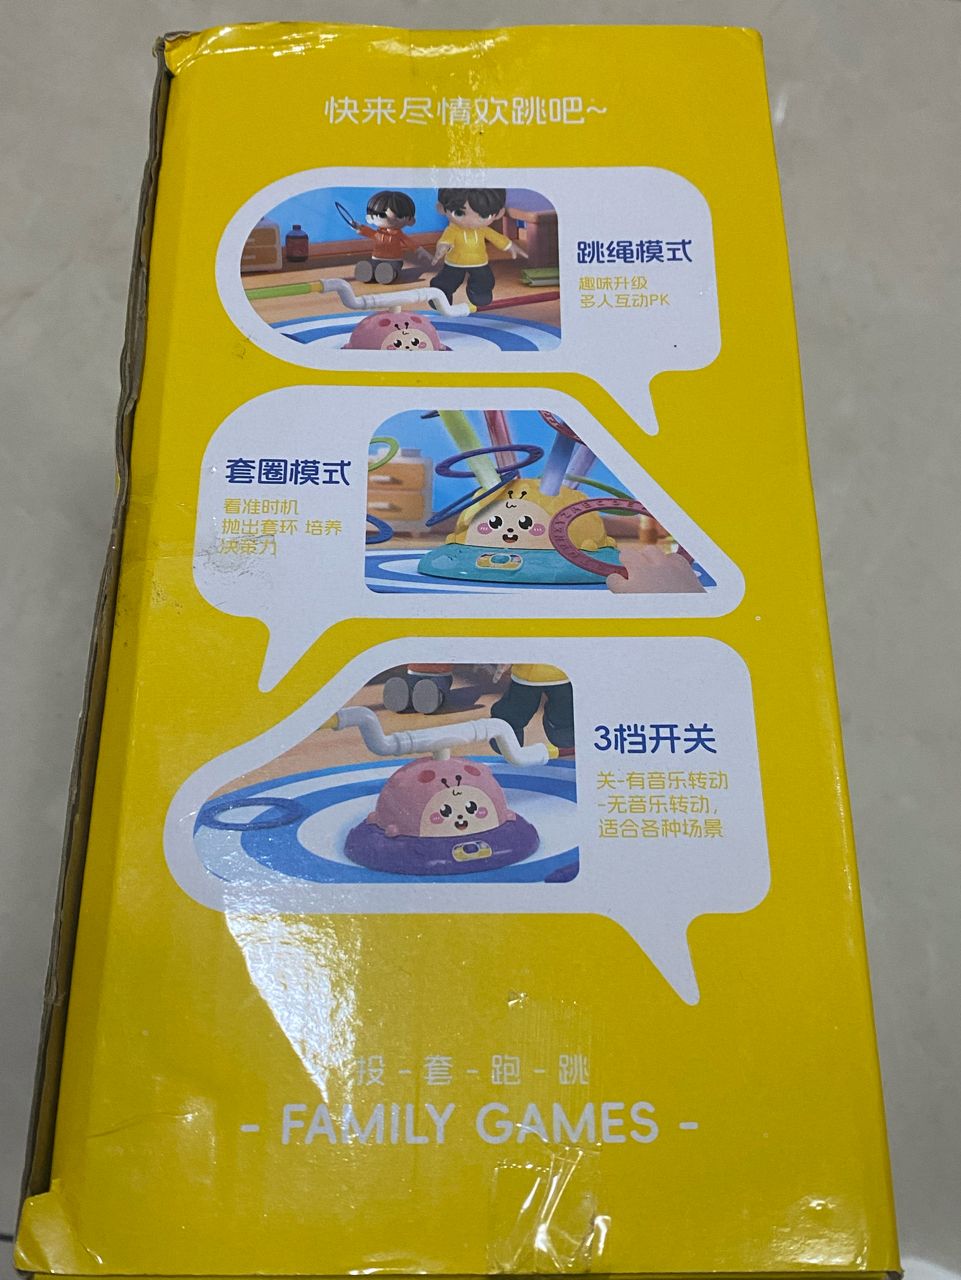 快来尽情欢跳吧~
跳绳模式
趣味升级
多人互动PK
套圈模式
看准时机
抛出套环 培养
决策力
3档开关
关-有音乐转动
-无音乐转动，
适合各种场景
投-套-跑-跳
- FAMILY GAMES -